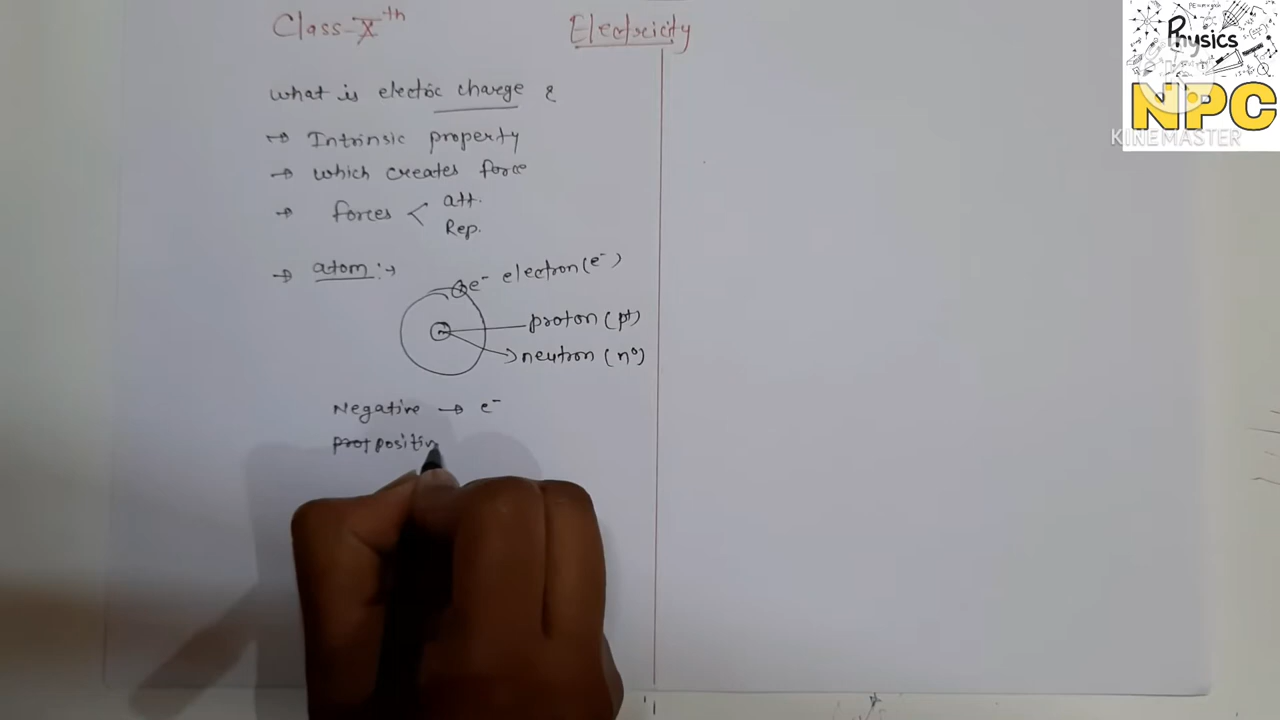 Class-Xth
Electricity
what is electric charge ?
→ Intrinsic property
→ which creates force
→ forces < att.
Rep.
→ atom :→
e⁻ electron (e⁻)
proton (p⁺)
neutron (n⁰)
Negative → e⁻
prot positiv
Physics
NPC
KINEMASTER